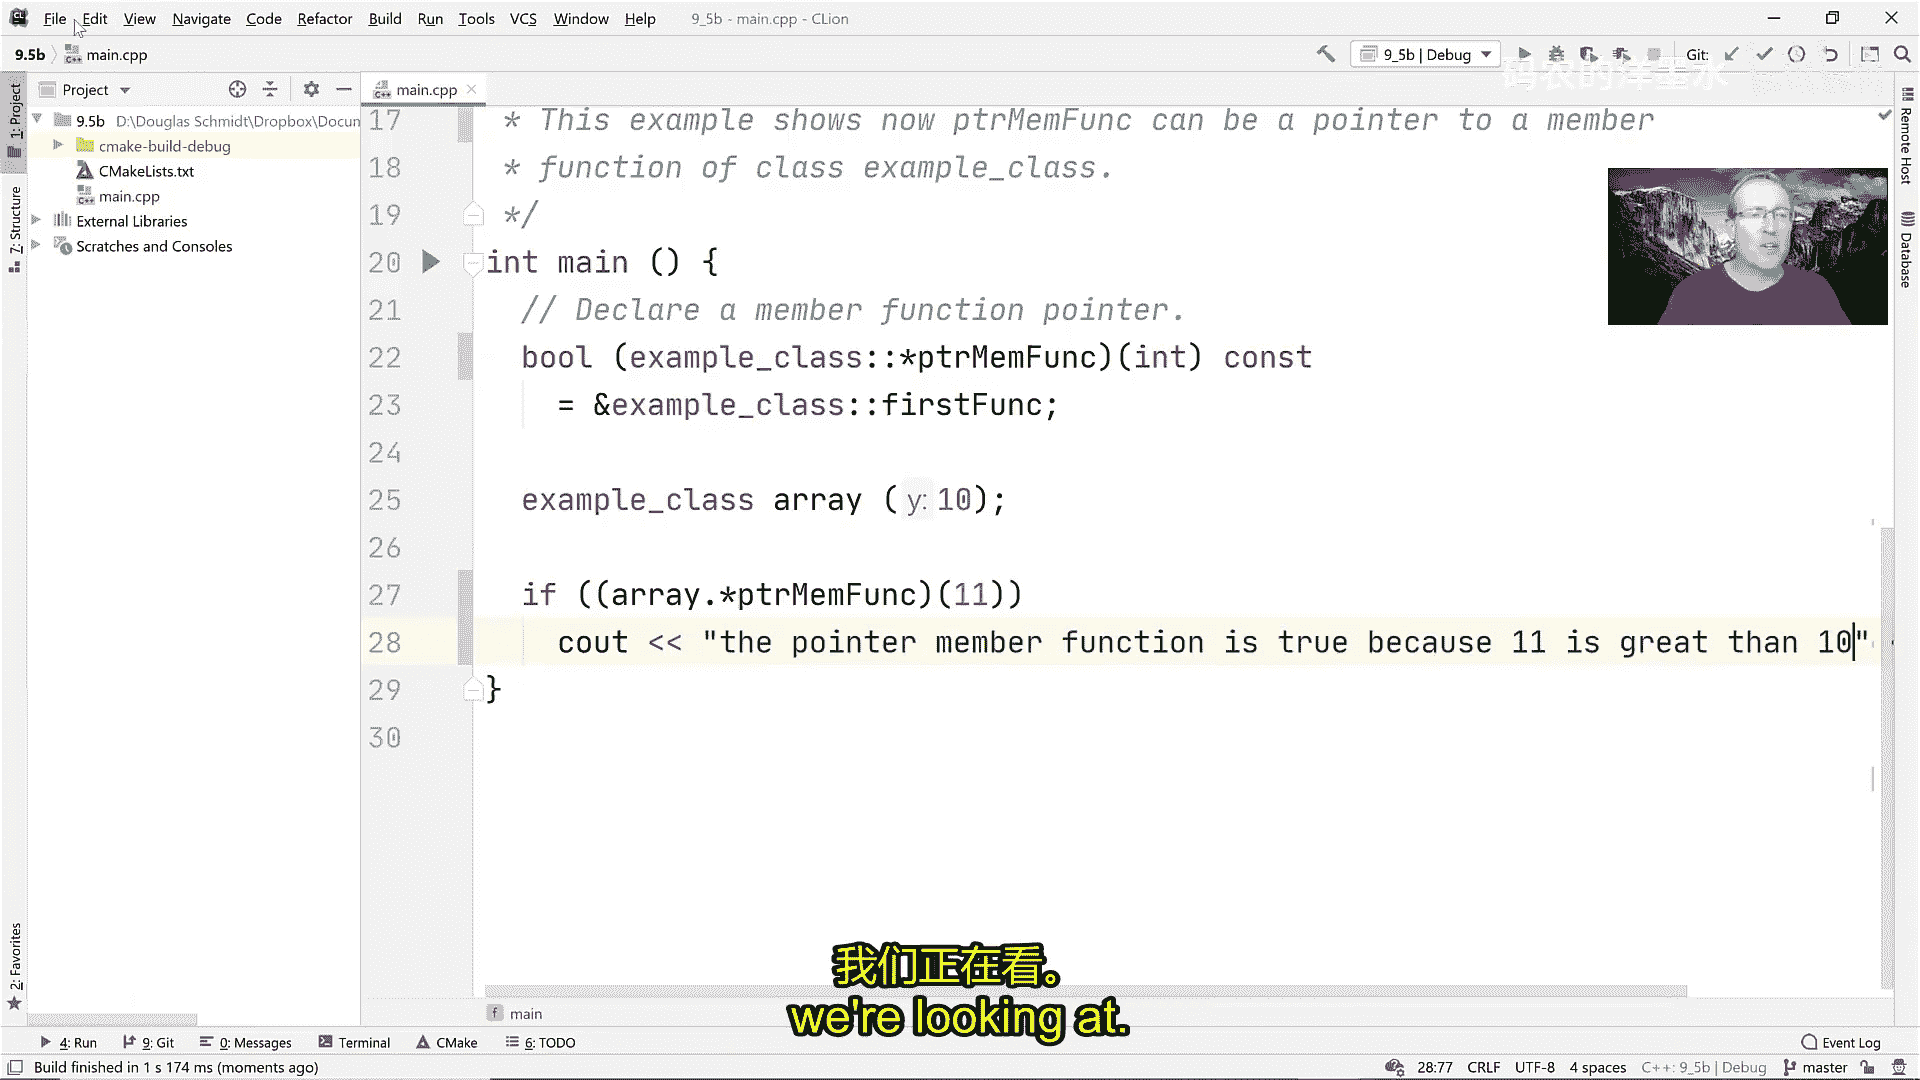 File Edit View Navigate Code Refactor Build Run Tools VCS Window Help 9_5b - main.cpp - CLion
9.5b main.cpp 9_5b | Debug Git:
码农的洋墨水
1: Project
7: Structure
2: Favorites
Project
9.5b D:\Douglas Schmidt\Dropbox\Docun
cmake-build-debug
CMakeLists.txt
main.cpp
External Libraries
Scratches and Consoles
main.cpp
17 * This example shows now ptrMemFunc can be a pointer to a member
18 * function of class example_class.
19 */
20 int main () {
21 // Declare a member function pointer.
22 bool (example_class::*ptrMemFunc)(int) const
23 = &example_class::firstFunc;
24
25 example_class array ( y: 10);
26
27 if ((array.*ptrMemFunc)(11))
28 cout << "the pointer member function is true because 11 is great than 10"
29 }
30
Remote Host
Database
main
我们正在看。
we're looking at.
4: Run 9: Git 0: Messages Terminal CMake 6: TODO Event Log
Build finished in 1 s 174 ms (moments ago) 28:77 CRLF UTF-8 4 spaces C++: 9_5b | Debug master